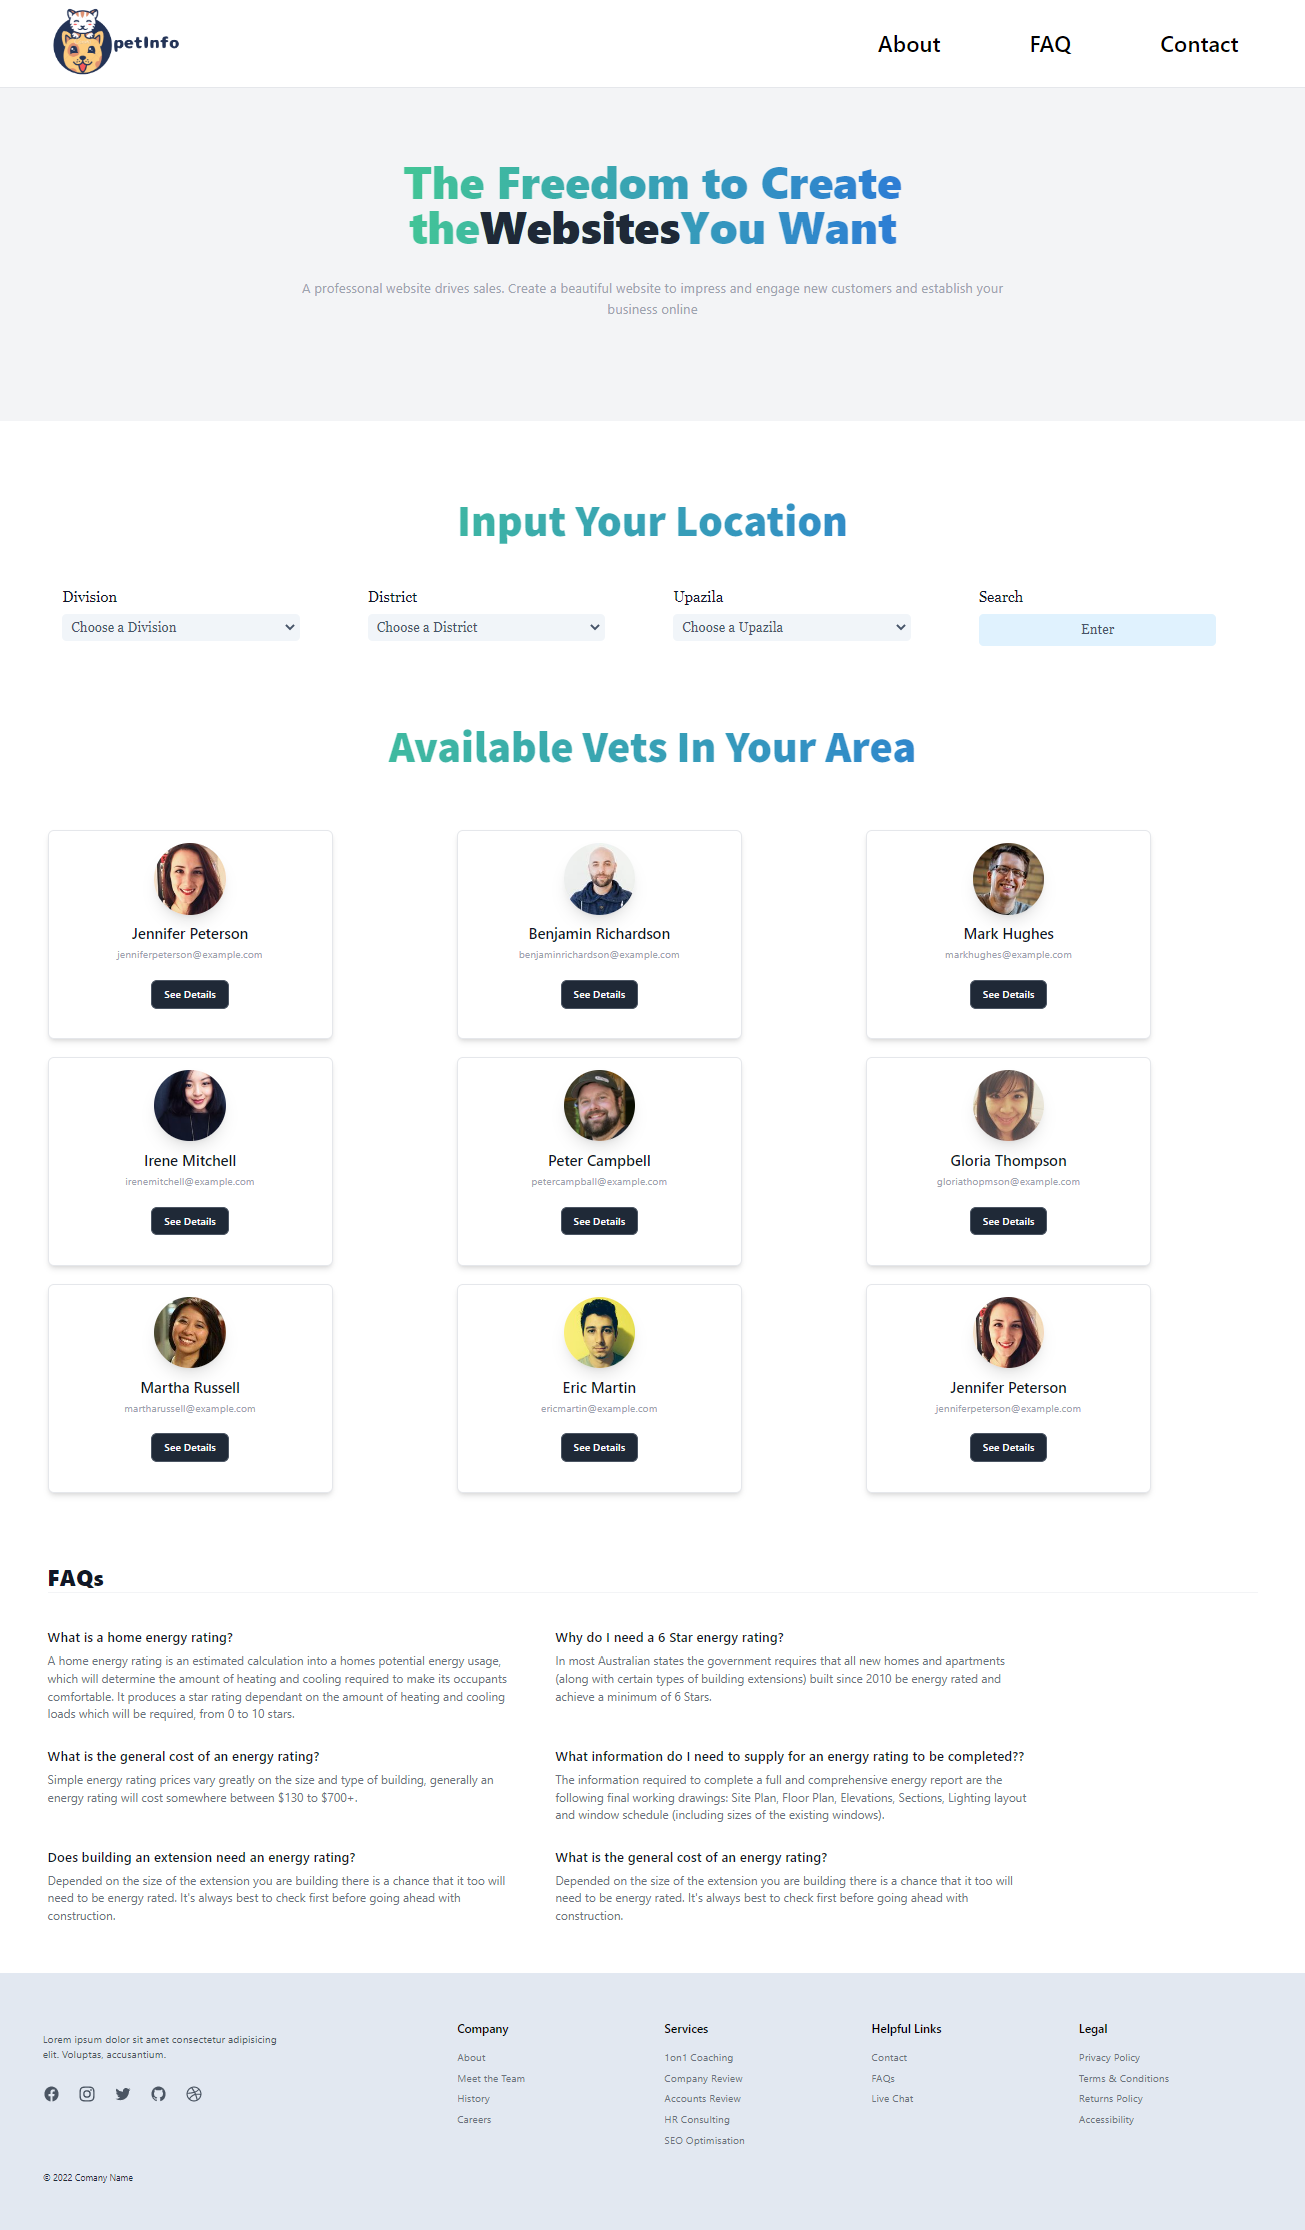 petInfo
About
FAQ
Contact
The Freedom to Create
theWebsitesYou Want
A professonal website drives sales. Create a beautiful website to impress and engage new customers and establish your
business online
Input Your Location
Division
District
Upazila
Search
Choose a Division
Choose a District
Choose a Upazila
Enter
Available Vets In Your Area
Jennifer Peterson
jenniferpeterson@example.com
See Details
Benjamin Richardson
benjaminrichardson@example.com
See Details
Mark Hughes
markhughes@example.com
See Details
Irene Mitchell
irenemitchell@example.com
See Details
Peter Campbell
petercampball@example.com
See Details
Gloria Thompson
gloriathopmson@example.com
See Details
Martha Russell
martharussell@example.com
See Details
Eric Martin
ericmartin@example.com
See Details
Jennifer Peterson
jenniferpeterson@example.com
See Details
FAQs
What is a home energy rating?
A home energy rating is an estimated calculation into a homes potential energy usage,
which will determine the amount of heating and cooling required to make its occupants
comfortable. It produces a star rating dependant on the amount of heating and cooling
loads which will be required, from 0 to 10 stars.
Why do I need a 6 Star energy rating?
In most Australian states the government requires that all new homes and apartments
(along with certain types of building extensions) built since 2010 be energy rated and
achieve a minimum of 6 Stars.
What is the general cost of an energy rating?
Simple energy rating prices vary greatly on the size and type of building, generally an
energy rating will cost somewhere between $130 to $700+.
What information do I need to supply for an energy rating to be completed??
The information required to complete a full and comprehensive energy report are the
following final working drawings: Site Plan, Floor Plan, Elevations, Sections, Lighting layout
and window schedule (including sizes of the existing windows).
Does building an extension need an energy rating?
Depended on the size of the extension you are building there is a chance that it too will
need to be energy rated. It's always best to check first before going ahead with
construction.
What is the general cost of an energy rating?
Depended on the size of the extension you are building there is a chance that it too will
need to be energy rated. It's always best to check first before going ahead with
construction.
Lorem ipsum dolor sit amet consectetur adipisicing
elit. Voluptas, accusantium.
Company
About
Meet the Team
History
Careers
Services
1on1 Coaching
Company Review
Accounts Review
HR Consulting
SEO Optimisation
Helpful Links
Contact
FAQs
Live Chat
Legal
Privacy Policy
Terms & Conditions
Returns Policy
Accessibility
© 2022 Comany Name